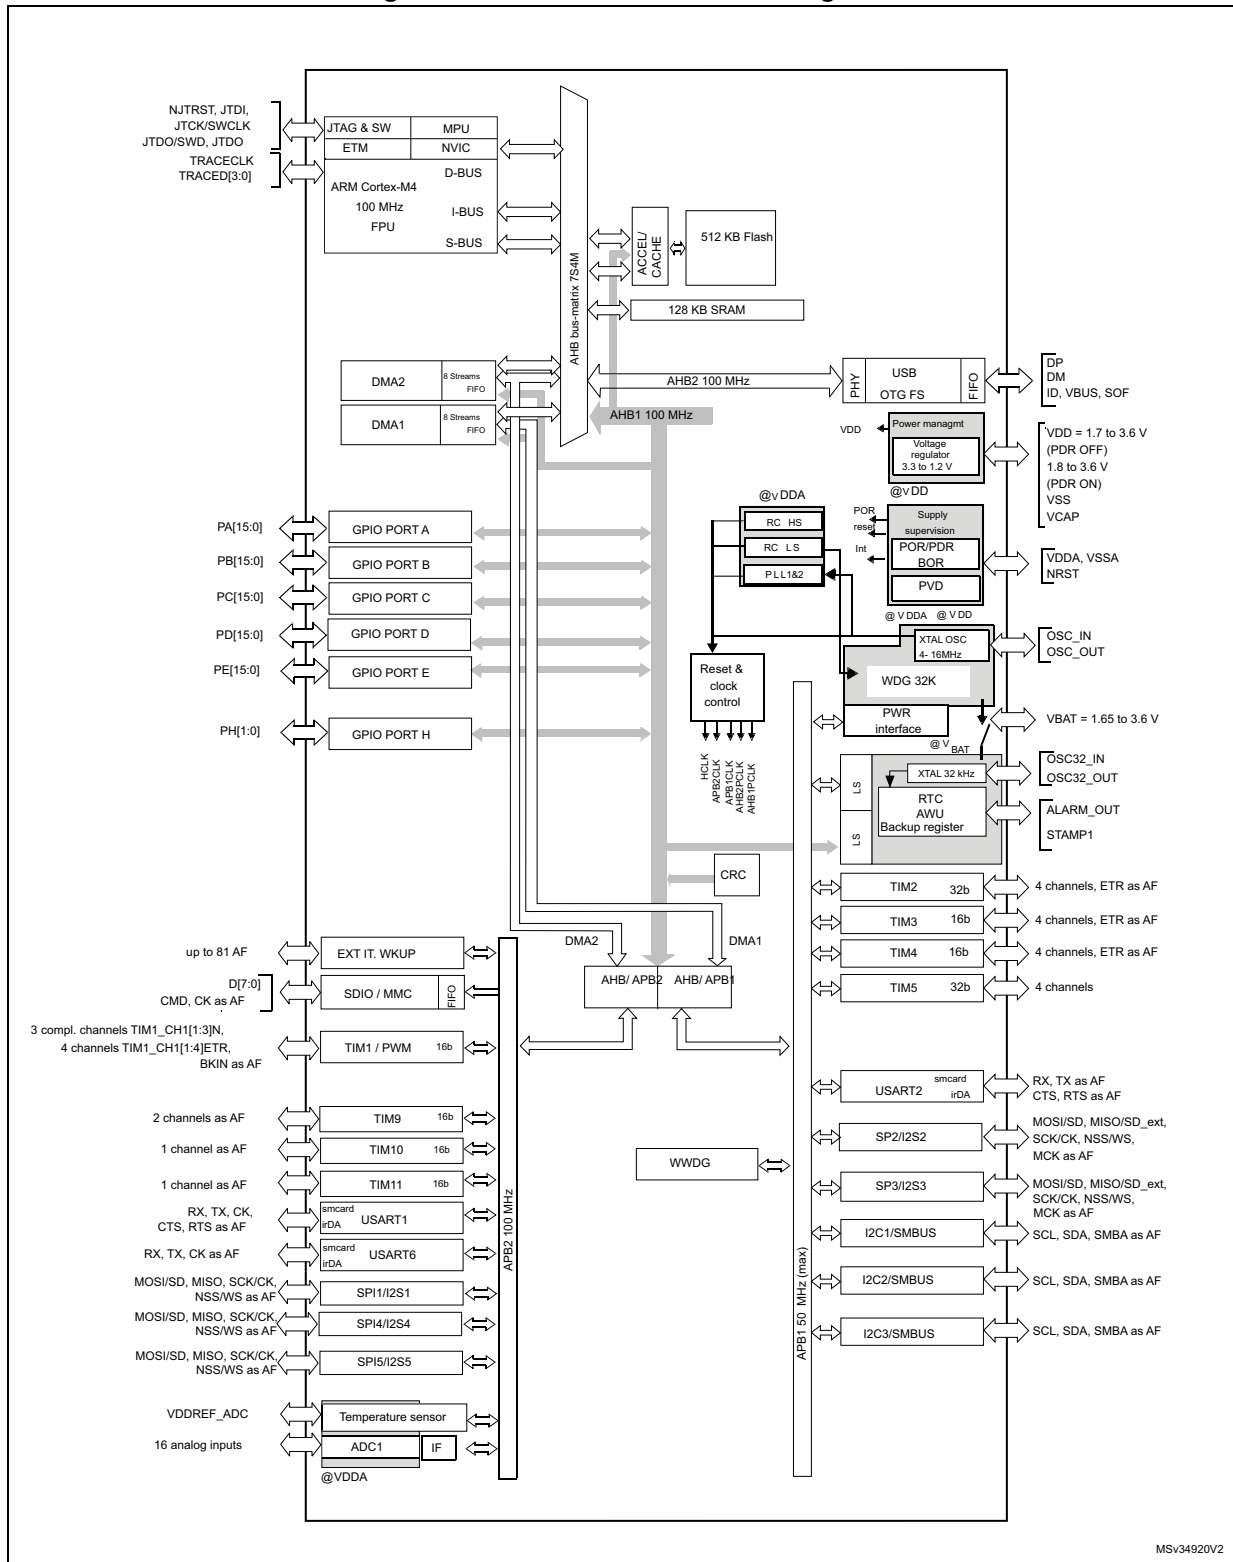 NJTRST, JTDI,
JTCK/SWCLK
JTDO/SWD, JTDO
TRACECLK
TRACED[3:0]
JTAG & SW
MPU
ETM
NVIC
D-BUS
ARM Cortex-M4
100 MHz
FPU
I-BUS
S-BUS
AHB bus-matrix 7S4M
ACCEL/
CACHE
512 KB Flash
128 KB SRAM
DMA2
8 Streams
FIFO
DMA1
8 Streams
FIFO
AHB2 100 MHz
AHB1 100 MHz
PHY
USB
OTG FS
FIFO
DP
DM
ID, VBUS, SOF
VDD
Power managmt
Voltage
regulator
3.3 to 1.2 V
@VDD
VDD = 1.7 to 3.6 V
(PDR OFF)
1.8 to 3.6 V
(PDR ON)
VSS
VCAP
@VDDA
RC HS
RC LS
PLL1&2
POR
reset
Int
Supply
supervision
POR/PDR
BOR
PVD
VDDA, VSSA
NRST
@VDDA @VDD
XTAL OSC
4- 16MHz
OSC_IN
OSC_OUT
WDG 32K
PWR
interface
VBAT = 1.65 to 3.6 V
@VBAT
Reset &
clock
control
HCLK
APB2CLK
APB1CLK
AHB2PCLK
AHB1PCLK
LS
LS
XTAL 32 kHz
RTC
AWU
Backup register
OSC32_IN
OSC32_OUT
ALARM_OUT
STAMP1
PA[15:0]
GPIO PORT A
PB[15:0]
GPIO PORT B
PC[15:0]
GPIO PORT C
PD[15:0]
GPIO PORT D
PE[15:0]
GPIO PORT E
PH[1:0]
GPIO PORT H
CRC
DMA2
DMA1
AHB/ APB2
AHB/ APB1
TIM2
32b
4 channels, ETR as AF
TIM3
16b
4 channels, ETR as AF
TIM4
16b
4 channels, ETR as AF
TIM5
32b
4 channels
up to 81 AF
EXT IT. WKUP
D[7:0]
CMD, CK as AF
SDIO / MMC
FIFO
3 compl. channels TIM1_CH1[1:3]N,
4 channels TIM1_CH1[1:4]ETR,
BKIN as AF
TIM1 / PWM
16b
2 channels as AF
TIM9
16b
1 channel as AF
TIM10
16b
1 channel as AF
TIM11
16b
RX, TX, CK,
CTS, RTS as AF
smcard
irDA
USART1
RX, TX, CK as AF
smcard
irDA
USART6
MOSI/SD, MISO, SCK/CK,
NSS/WS as AF
SPI1/I2S1
MOSI/SD, MISO, SCK/CK,
NSS/WS as AF
SPI4/I2S4
MOSI/SD, MISO, SCK/CK,
NSS/WS as AF
SPI5/I2S5
VDDREF_ADC
Temperature sensor
16 analog inputs
ADC1
IF
@VDDA
APB2 100 MHz
WWDG
APB1 50 MHz (max)
USART2
smcard
irDA
RX, TX as AF
CTS, RTS as AF
SP2/I2S2
MOSI/SD, MISO/SD_ext,
SCK/CK, NSS/WS,
MCK as AF
SP3/I2S3
MOSI/SD, MISO/SD_ext,
SCK/CK, NSS/WS,
MCK as AF
I2C1/SMBUS
SCL, SDA, SMBA as AF
I2C2/SMBUS
SCL, SDA, SMBA as AF
I2C3/SMBUS
SCL, SDA, SMBA as AF
MSv34920V2